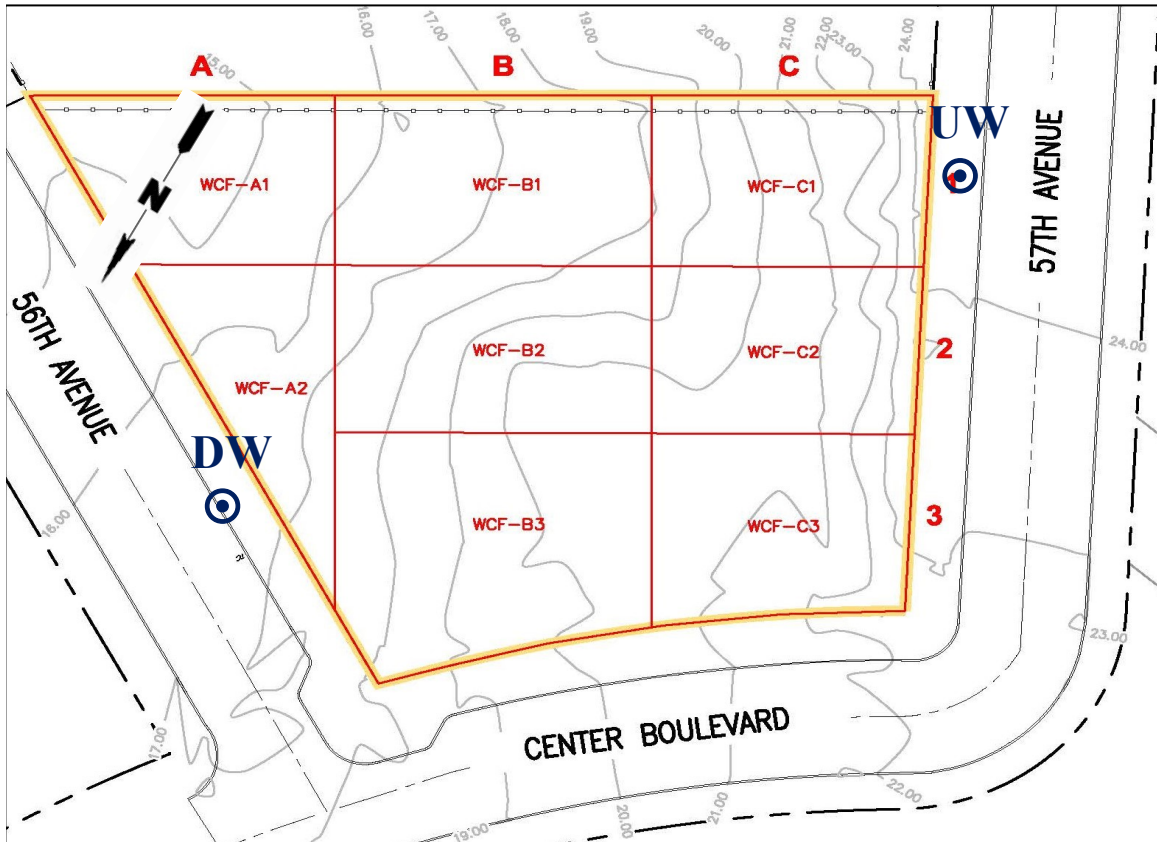 16.00
17.00
18.00
19.00
20.00
21.00
22.00
23.00
24.00
A
B
C
15.00
UW
57TH AVENUE
N
WCF-A1
WCF-B1
WCF-C1
1
56TH AVENUE
WCF-A2
WCF-B2
WCF-C2
2
24.00
DW
WCF-B3
WCF-C3
3
16.00
23.00
17.00
CENTER BOULEVARD
19.00
20.00
21.00
22.00